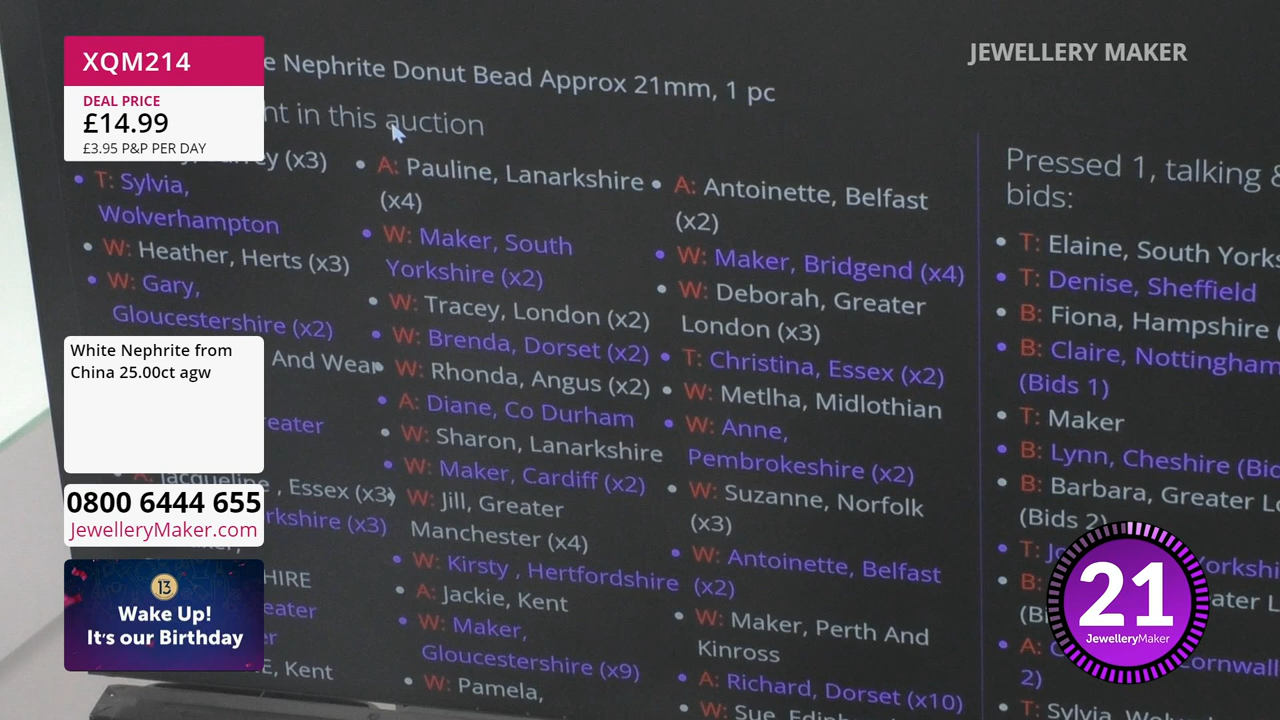 XQM214
DEAL PRICE
£14.99
£3.95 P&P PER DAY
White Nephrite from
China 25.00ct agw
0800 6444 655
JewelleryMaker.com
13
Wake Up!
It's our Birthday
JEWELLERY MAKER
Nephrite Donut Bead Approx 21mm, 1 pc
in this auction
(x3)
T: Sylvia,
Wolverhampton
W: Heather, Herts (x3)
W: Gary,
Gloucestershire (x2)
And Wear
Jacqueline , Essex (x3)
(x3)
Kent
A: Pauline, Lanarkshire
(x4)
W: Maker, South
Yorkshire (x2)
W: Tracey, London (x2)
W: Brenda, Dorset (x2)
W: Rhonda, Angus (x2)
A: Diane, Co Durham
W: Sharon, Lanarkshire
W: Maker, Cardiff (x2)
W: Jill, Greater
Manchester (x4)
W: Kirsty , Hertfordshire
A: Jackie, Kent
W: Maker,
Gloucestershire (x9)
W: Pamela,
A: Antoinette, Belfast
(x2)
W: Maker, Bridgend (x4)
W: Deborah, Greater
London (x3)
T: Christina, Essex (x2)
W: Metlha, Midlothian
W: Anne,
Pembrokeshire (x2)
W: Suzanne, Norfolk
(x3)
W: Antoinette, Belfast
(x2)
W: Maker, Perth And
Kinross
A: Richard, Dorset (x10)
W: Sue,
Pressed 1, talking &
bids:
T: Elaine, South
T: Denise, Sheffield
B: Fiona, Hampshire
B: Claire, Nottingham
(Bids 1)
T: Maker
B: Lynn, Cheshire
B: Barbara, Greater
(Bids 2)
T:
B:
A:
2)
T: Sylvia,
21
JewelleryMaker